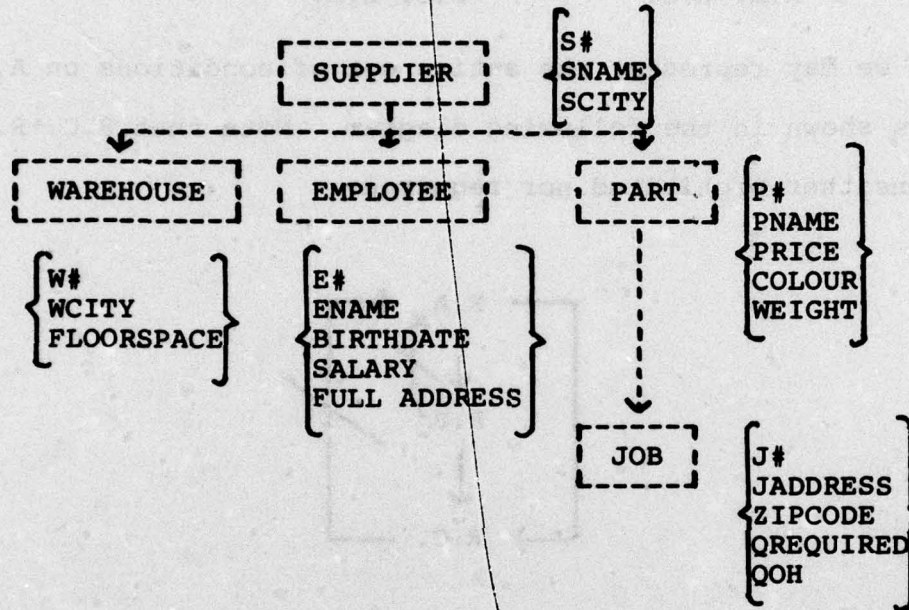 SUPPLIER
S#
SNAME
SCITY
WAREHOUSE
EMPLOYEE
PART
W#
WCITY
FLOORSPACE
E#
ENAME
BIRTHDATE
SALARY
FULL ADDRESS
P#
PNAME
PRICE
COLOUR
WEIGHT
JOB
J#
JADDRESS
ZIPCODE
QREQUIRED
QOH